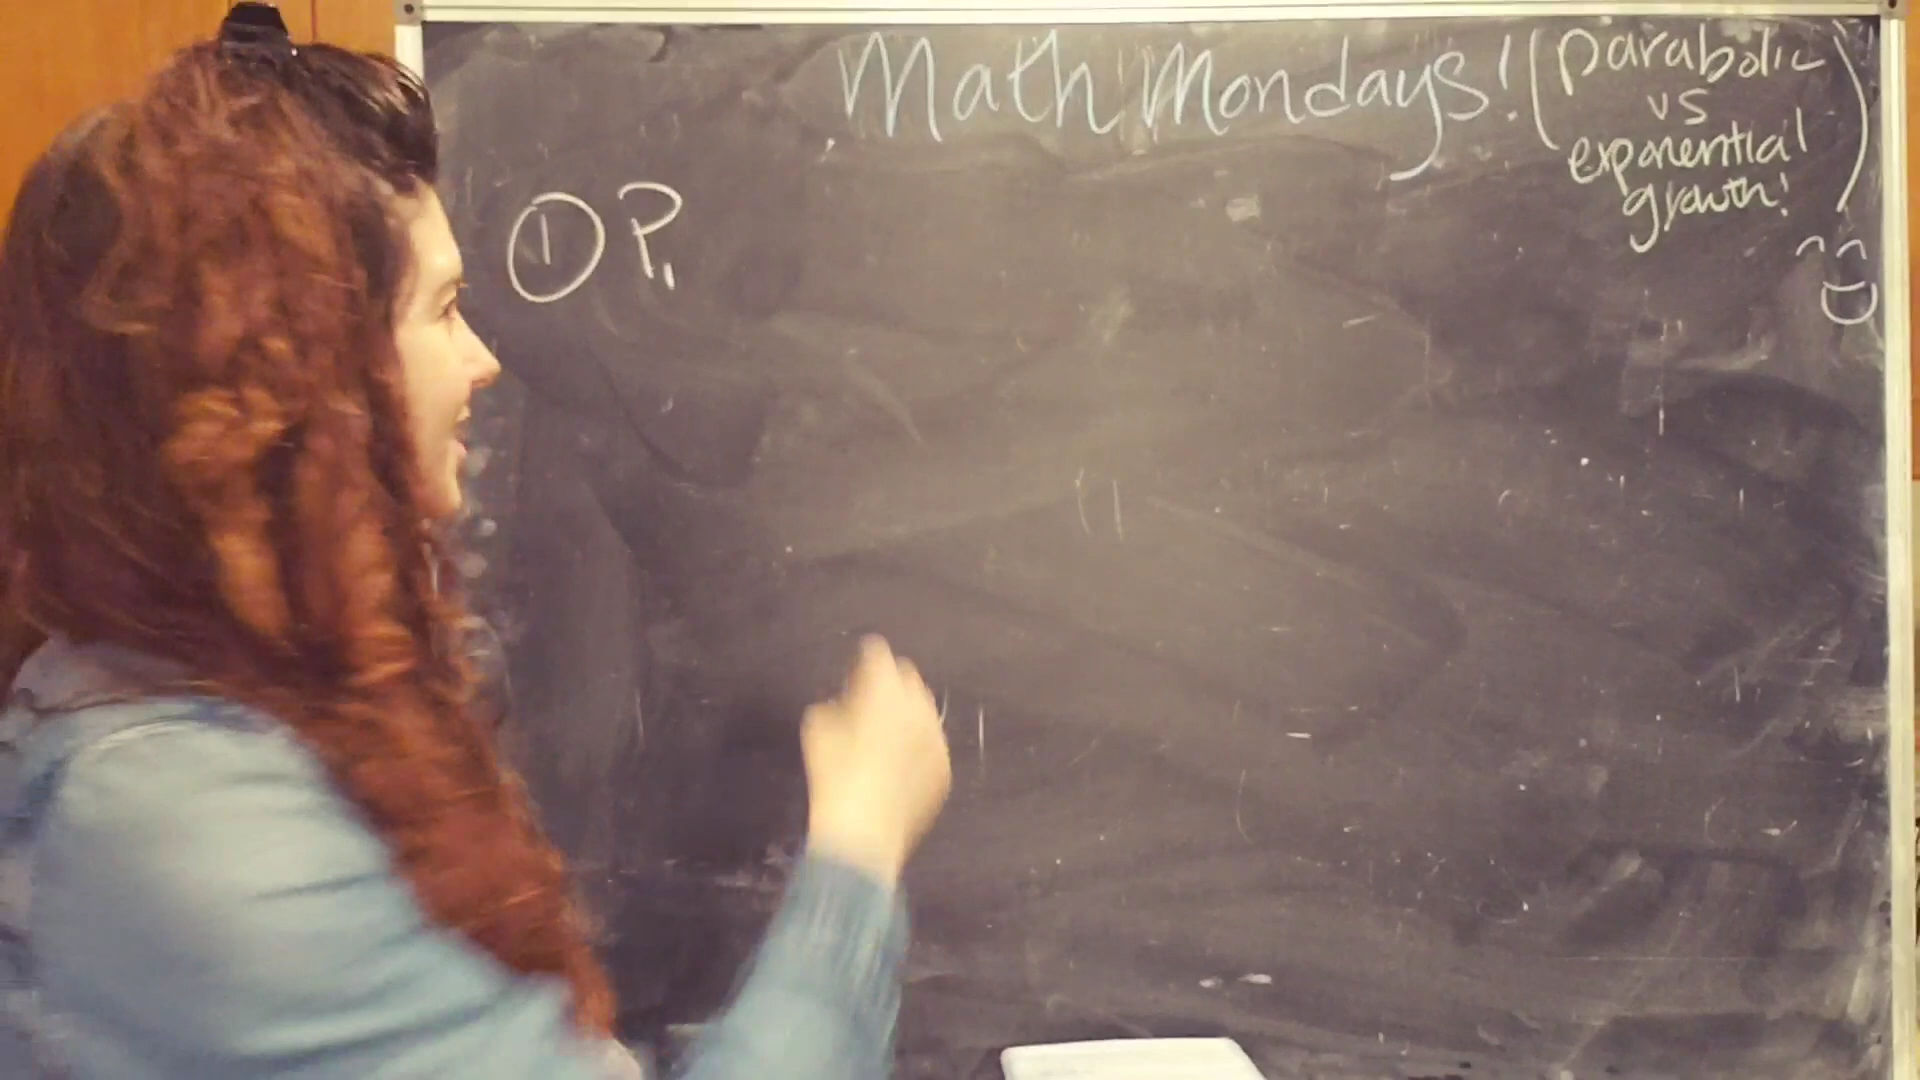 Math Mondays! (parabolic
vs
exponential
growth!)
① P.